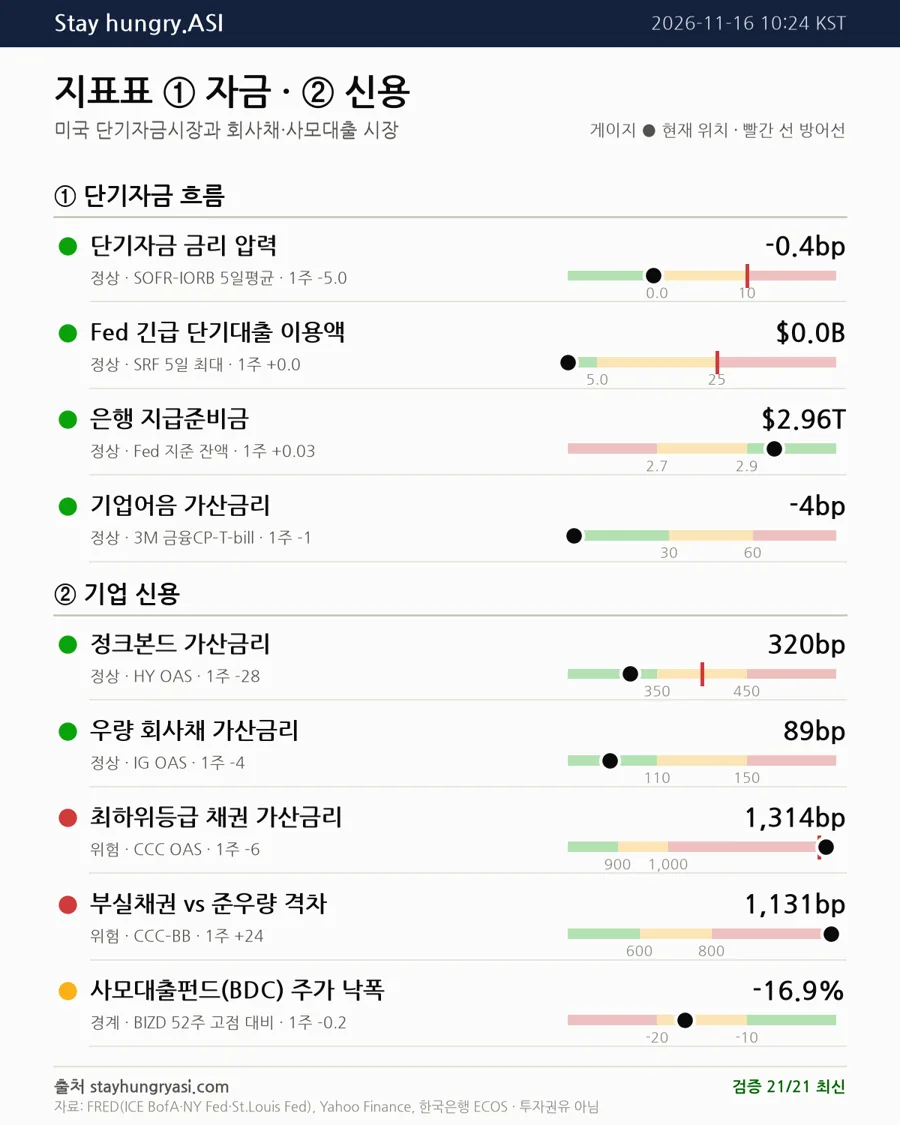 Stay hungry.ASI
2026-11-16 10:24 KST
지표표 ① 자금 · ② 신용
미국 단기자금시장과 회사채·사모대출 시장
게이지 ● 현재 위치 · 빨간 선 방어선
① 단기자금 흐름
단기자금 금리 압력
-0.4bp
정상 · SOFR-IORB 5일평균 · 1주 -5.0
0.0 10
Fed 긴급 단기대출 이용액
$0.0B
정상 · SRF 5일 최대 · 1주 +0.0
5.0 25
은행 지급준비금
$2.96T
정상 · Fed 지준 잔액 · 1주 +0.03
2.7 2.9
기업어음 가산금리
-4bp
정상 · 3M 금융CP-T-bill · 1주 -1
30 60
② 기업 신용
정크본드 가산금리
320bp
정상 · HY OAS · 1주 -28
350 450
우량 회사채 가산금리
89bp
정상 · IG OAS · 1주 -4
110 150
최하위등급 채권 가산금리
1,314bp
위험 · CCC OAS · 1주 -6
900 1,000
부실채권 vs 준우량 격차
1,131bp
위험 · CCC-BB · 1주 +24
600 800
사모대출펀드(BDC) 주가 낙폭
-16.9%
경계 · BIZD 52주 고점 대비 · 1주 -0.2
-20 -10
출처 stayhungryasi.com
검증 21/21 최신
자료: FRED(ICE BofA·NY Fed·St.Louis Fed), Yahoo Finance, 한국은행 ECOS · 투자권유 아님